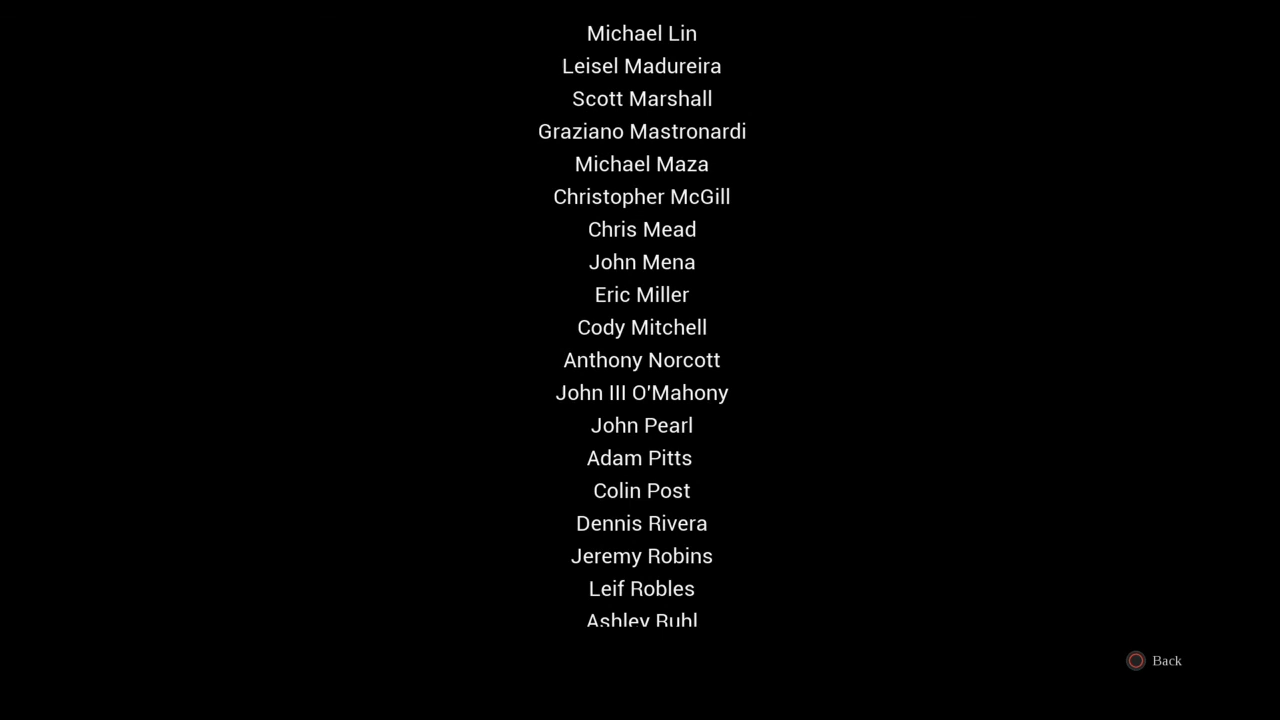 Michael Lin
Leisel Madureira
Scott Marshall
Graziano Mastronardi
Michael Maza
Christopher McGill
Chris Mead
John Mena
Eric Miller
Cody Mitchell
Anthony Norcott
John III O'Mahony
John Pearl
Adam Pitts
Colin Post
Dennis Rivera
Jeremy Robins
Leif Robles
Ashley Ruhl
Back